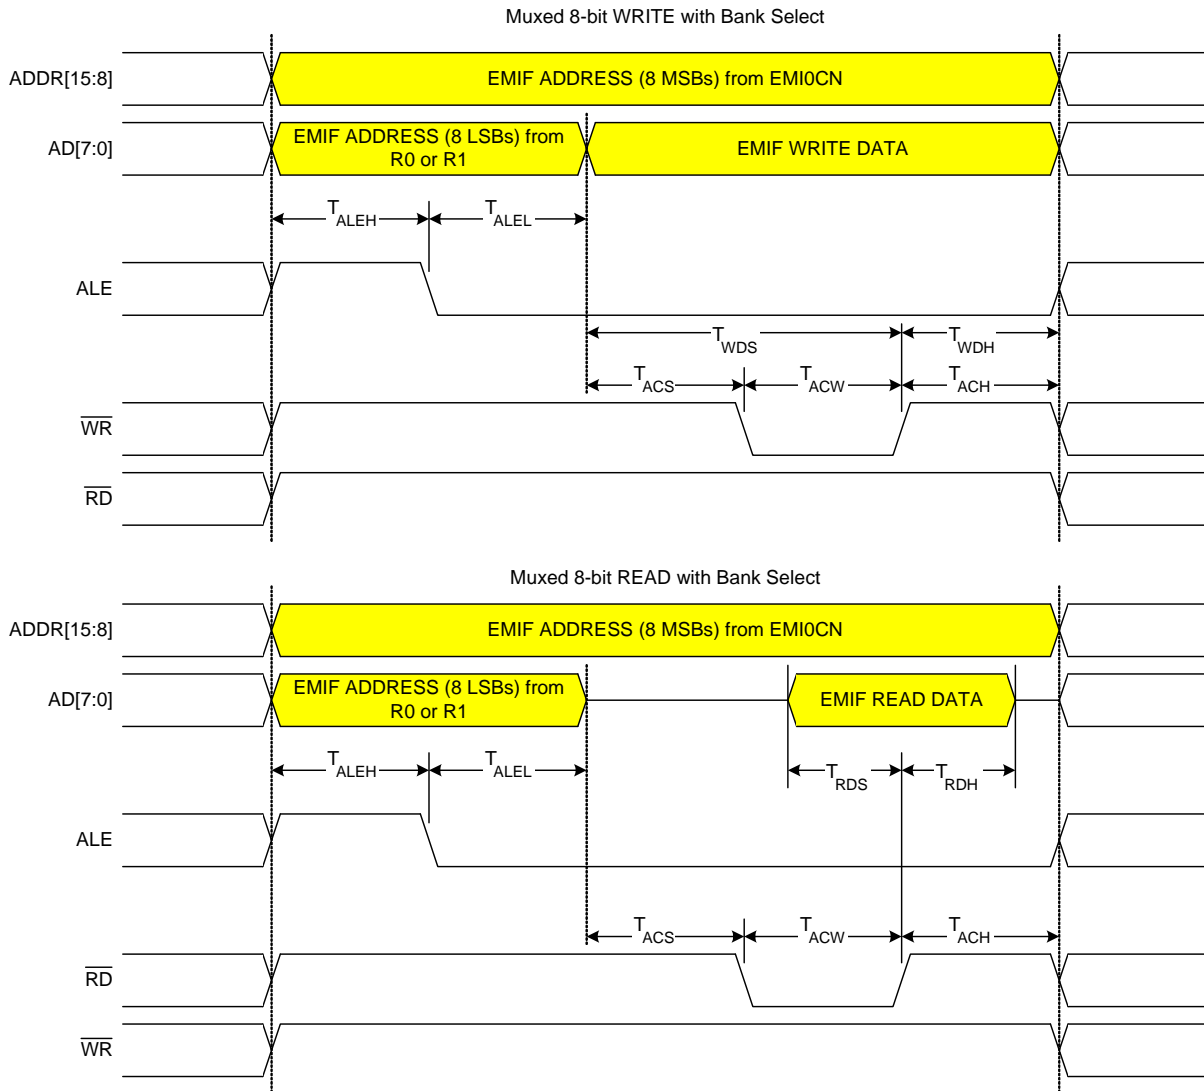 Muxed 8-bit WRITE with Bank Select
ADDR[15:8]
EMIF ADDRESS (8 MSBs) from EMI0CN
AD[7:0]
EMIF ADDRESS (8 LSBs) from
R0 or R1
EMIF WRITE DATA
TALEH
TALEL
ALE
TWDS
TWDH
TACS
TACW
TACH
WR
RD
Muxed 8-bit READ with Bank Select
ADDR[15:8]
EMIF ADDRESS (8 MSBs) from EMI0CN
AD[7:0]
EMIF ADDRESS (8 LSBs) from
R0 or R1
EMIF READ DATA
TALEH
TALEL
TRDS
TRDH
ALE
TACS
TACW
TACH
RD
WR